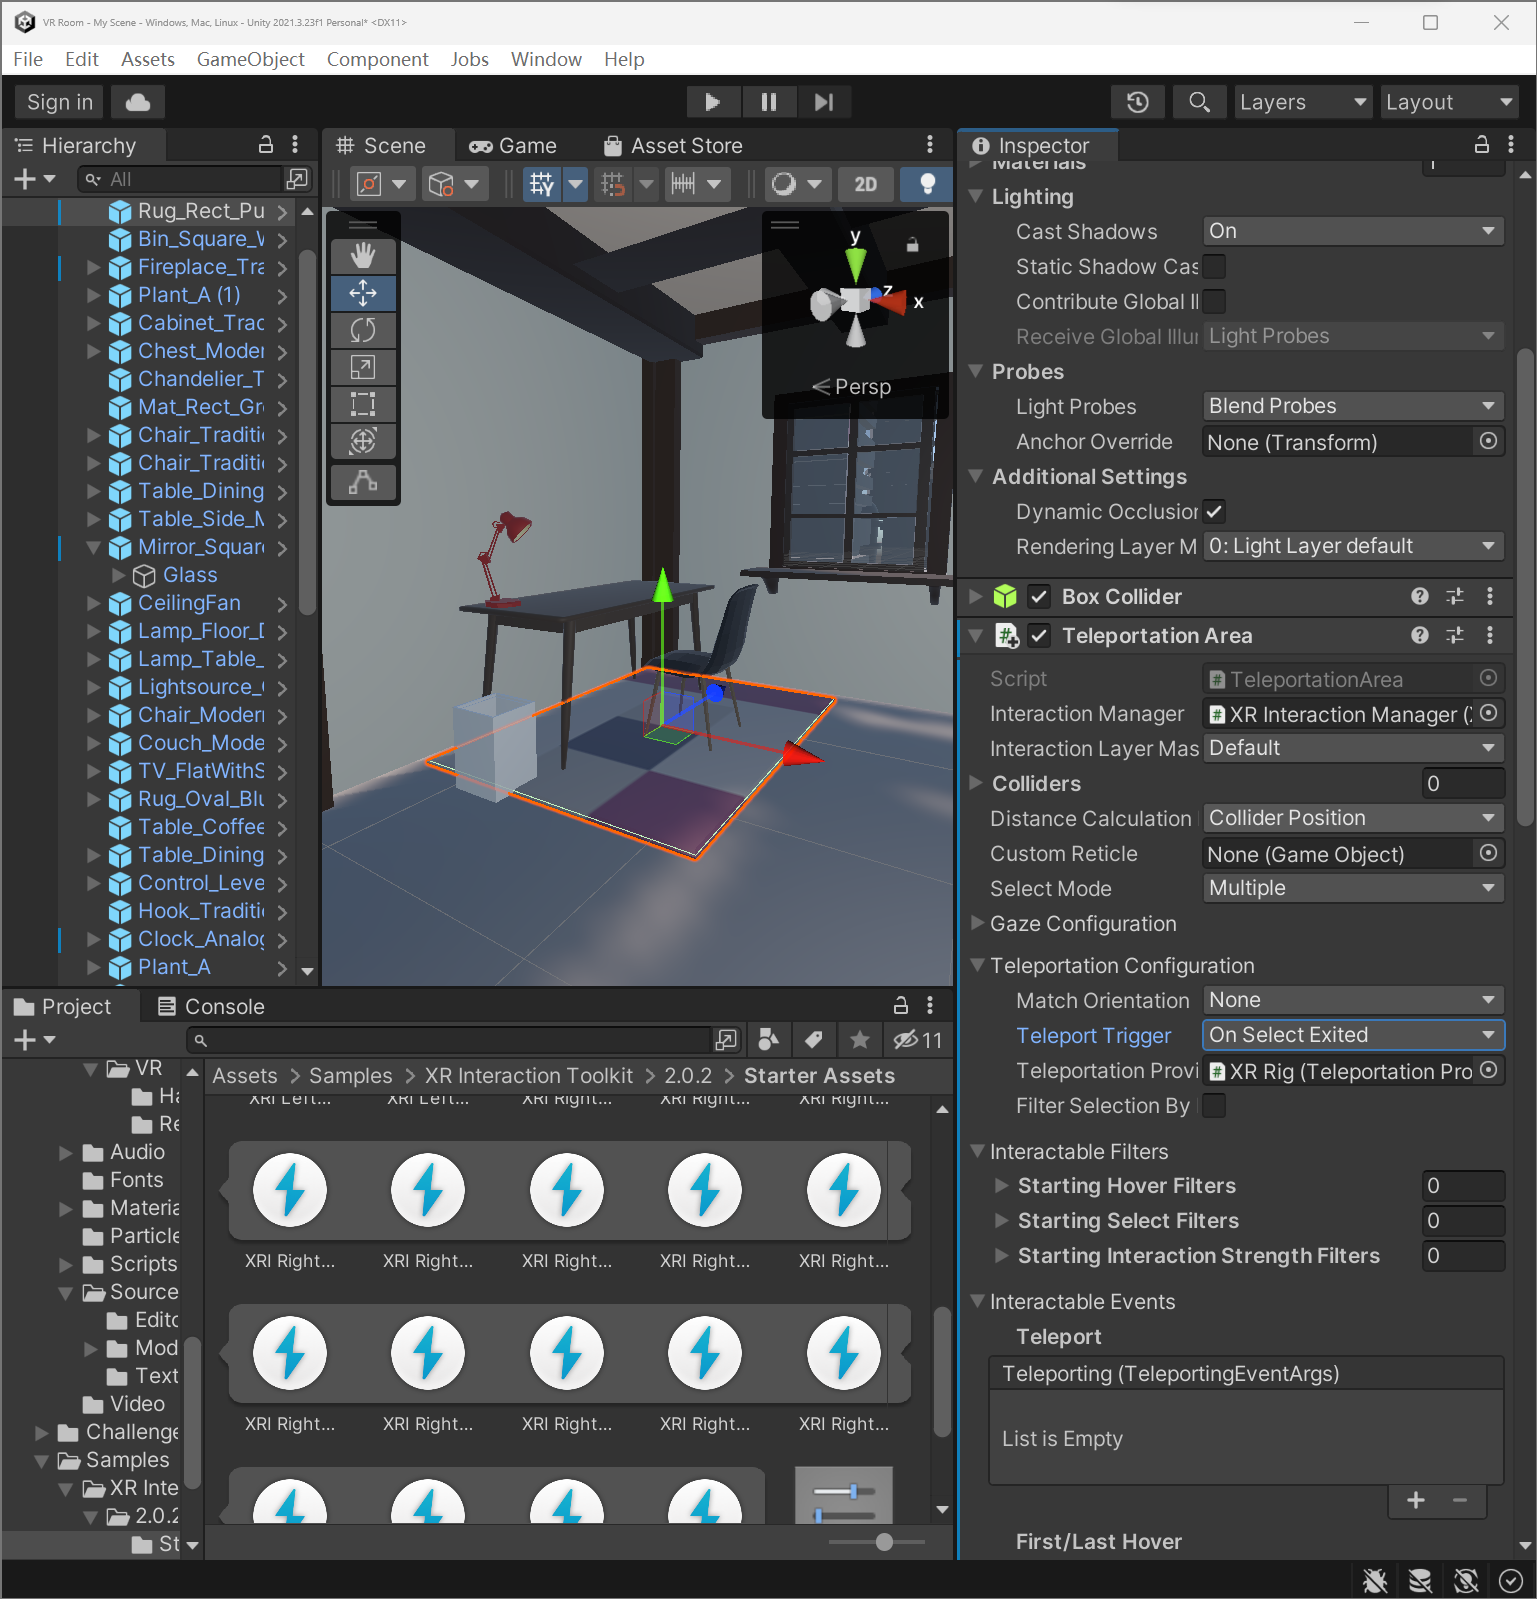 VR Room - My Scene - Windows, Mac, Linux - Unity 2021.3.23f1 Personal* <DX11>
File Edit Assets GameObject Component Jobs Window Help
Sign in
Layers
Layout
Hierarchy
All
Rug_Rect_Pu
Bin_Square_W
Fireplace_Tra
Plant_A (1)
Cabinet_Trad
Chest_Moder
Chandelier_T
Mat_Rect_Gr
Chair_Traditi
Chair_Traditi
Table_Dining
Table_Side_M
Mirror_Squar
Glass
CeilingFan
Lamp_Floor_D
Lamp_Table_
Lightsource_
Chair_Moder
Couch_Mode
TV_FlatWithS
Rug_Oval_Blu
Table_Coffee
Table_Dining
Control_Leve
Hook_Traditi
Clock_Analog
Plant_A
Scene
Game
Asset Store
2D
y
z
x
Persp
Inspector
Materials
1
Lighting
Cast Shadows On
Static Shadow Cas
Contribute Global Il
Receive Global Illur Light Probes
Probes
Light Probes Blend Probes
Anchor Override None (Transform)
Additional Settings
Dynamic Occlusior
Rendering Layer M 0: Light Layer default
Box Collider
Teleportation Area
Script TeleportationArea
Interaction Manager XR Interaction Manager (
Interaction Layer Mas Default
Colliders 0
Distance Calculation Collider Position
Custom Reticle None (Game Object)
Select Mode Multiple
Gaze Configuration
Teleportation Configuration
Match Orientation None
Teleport Trigger On Select Exited
Teleportation Provi XR Rig (Teleportation Pro
Filter Selection By
Interactable Filters
Starting Hover Filters 0
Starting Select Filters 0
Starting Interaction Strength Filters 0
Interactable Events
Teleport
Teleporting (TeleportingEventArgs)
List is Empty
First/Last Hover
Project
Console
11
VR
Ha
Re
Audio
Fonts
Materia
Particle
Scripts
Source
Edito
Mod
Text
Video
Challenge
Samples
XR Inte
2.0.2
St
Assets > Samples > XR Interaction Toolkit > 2.0.2 > Starter Assets
XRI Left... XRI Left... XRI Right... XRI Right... XRI Right...
XRI Right... XRI Right... XRI Right... XRI Right... XRI Right...
XRI Right... XRI Right... XRI Right... XRI Right... XRI Right...